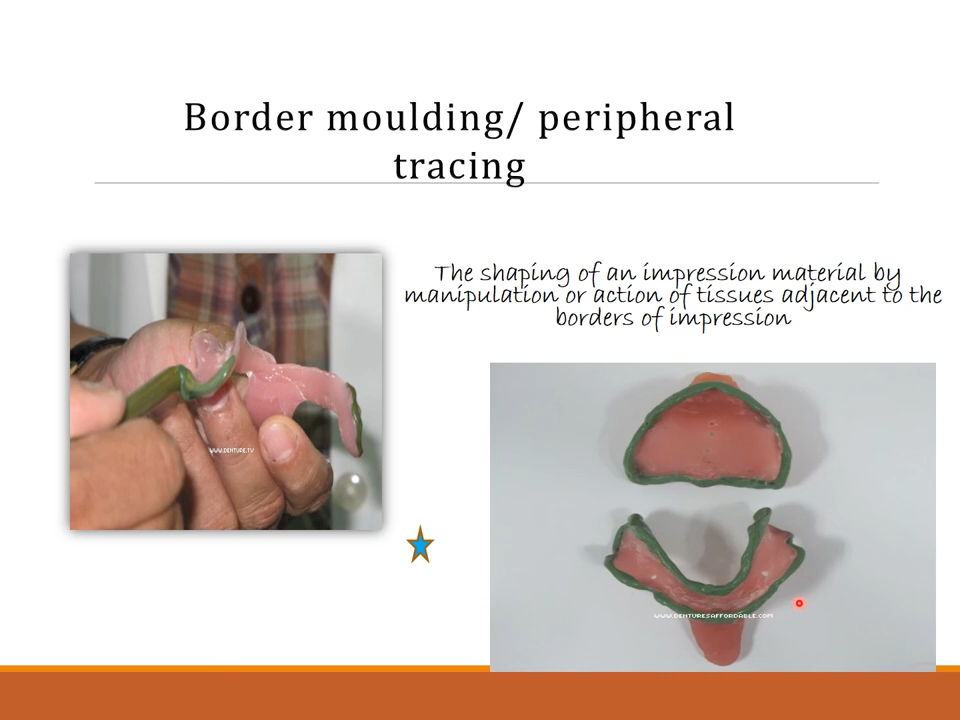 Border moulding/ peripheral
tracing
The shaping of an impression material by
manipulation or action of tissues adjacent to the
borders of impression
WWW.DENTURE.TV
WWW.DENTURESAFFORDABLE.COM